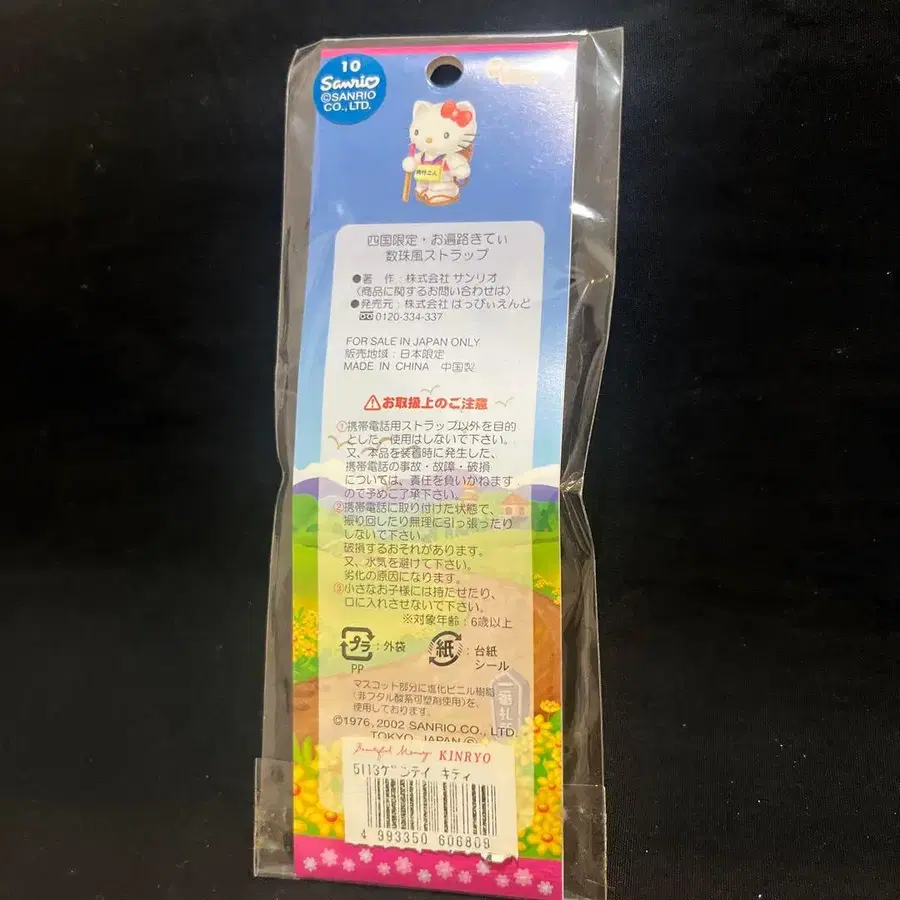 10
Sanrio
©SANRIO
CO., LTD.
同行二人
四国限定・お遍路きてぃ
数珠風ストラップ
●著 作:株式会社 サンリオ
〈商品に関するお問い合わせは〉
●発売元:株式会社 はっぴぃえんど
0120-334-337
FOR SALE IN JAPAN ONLY
販売地域:日本限定
MADE IN CHINA 中国製
お取扱上のご注意
①携帯電話用ストラップ以外を目的
とした、使用はしないで下さい。
又、本品を装着時に発生した、
携帯電話の事故・故障・破損
については、責任を負いかねます
ので予めご了承下さい。
②携帯電話に取り付けた状態で、
振り回したり無理に引っ張ったり
しないで下さい。
破損するおそれがあります。
又、水気を避けて下さい。
劣化の原因になります。
③小さなお子様には持たせたり、
口に入れさせないで下さい。
※対象年齢:6歳以上
プラ:外袋
PP
紙:台紙
シール
マスコット部分に塩化ビニル樹脂
(非フタル酸系可塑剤使用)を、
使用しております。
一番札所
©1976, 2002 SANRIO CO., LTD.
TOKYO, JAPAN Ⓖ
Beautiful Memory KINRYO
5113ゲンテイ キティ
4 993350 606809